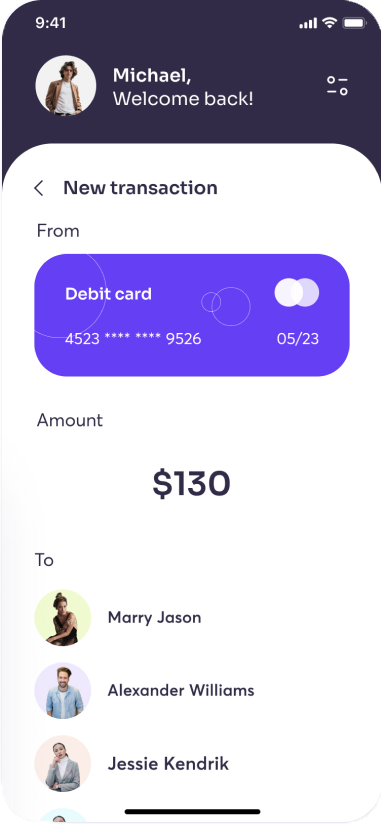 9:41
Michael,
Welcome back!
New transaction
From
Debit card
4523 **** **** 9526 05/23
Amount
$130
To
Marry Jason
Alexander Williams
Jessie Kendrik